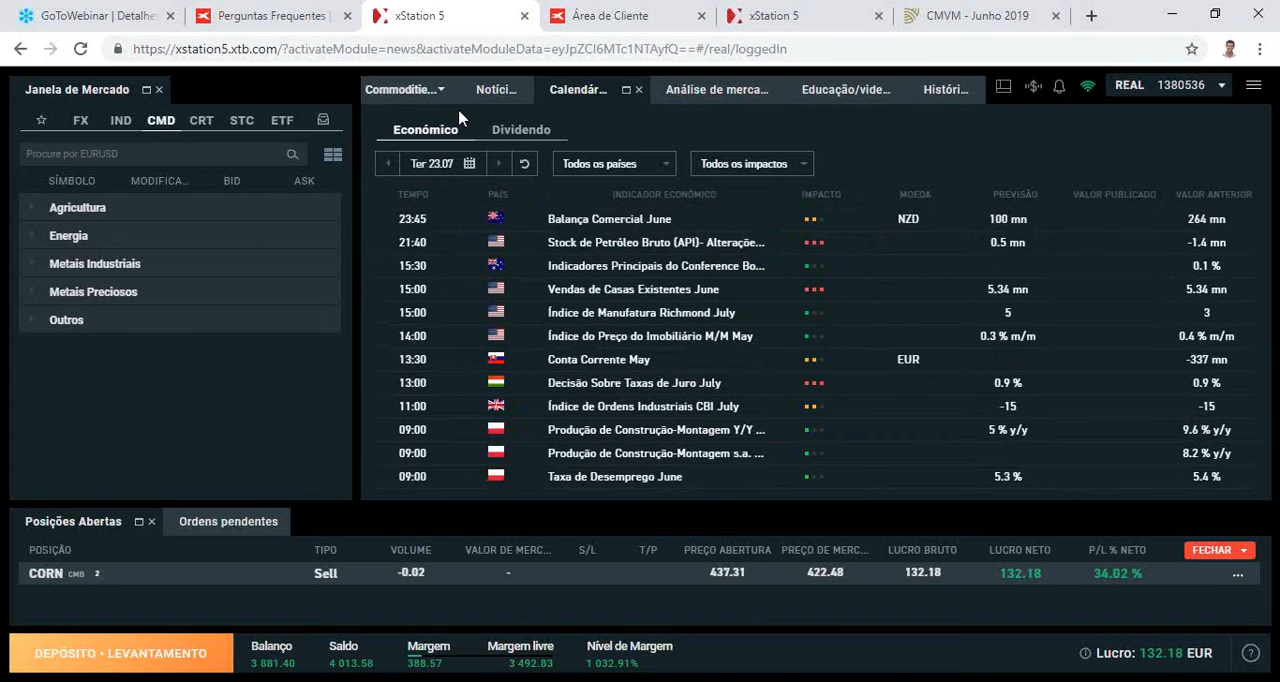 GoToWebinar | Detalhes
Perguntas Frequentes |
xStation 5
Área de Cliente
xStation 5
CMVM - Junho 2019
https://xstation5.xtb.com/?activateModule=news&activateModuleData=eyJpZCI6MTc1NTAyfQ==#/real/loggedIn
Janela de Mercado
Commoditie...
Notíci...
Calendár...
Análise de merca...
Educação/vide...
Históri...
REAL 1380536
FX IND CMD CRT STC ETF
Procure por EURUSD
SÍMBOLO MODIFICA... BID ASK
Agricultura
Energia
Metais Industriais
Metais Preciosos
Outros
Económico Dividendo
Ter 23.07 Todos os países Todos os impactos
TEMPO PAÍS INDICADOR ECONÔMICO IMPACTO MOEDA PREVISÃO VALOR PUBLICADO VALOR ANTERIOR
23:45 Balança Comercial June NZD 100 mn 264 mn
21:40 Stock de Petróleo Bruto (API)- Alteraçõe... 0.5 mn -1.4 mn
15:30 Indicadores Principais do Conference Bo... 0.1 %
15:00 Vendas de Casas Existentes June 5.34 mn 5.34 mn
15:00 Índice de Manufatura Richmond July 5 3
14:00 Índice do Preço do Imobiliário M/M May 0.3 % m/m 0.4 % m/m
13:30 Conta Corrente May EUR -337 mn
13:00 Decisão Sobre Taxas de Juro July 0.9 % 0.9 %
11:00 Índice de Ordens Industriais CBI July -15 -15
09:00 Produção de Construção-Montagem Y/Y ... 5 % y/y 9.6 % y/y
09:00 Produção de Construção-Montagem s.a. ... 8.2 % y/y
09:00 Taxa de Desemprego June 5.3 % 5.4 %
Posições Abertas Ordens pendentes
POSIÇÃO TIPO VOLUME VALOR DE MERC... S/L T/P PREÇO ABERTURA PREÇO DE MERC... LUCRO BRUTO LUCRO NETO P/L % NETO FECHAR
CORN CMD 2 Sell -0.02 - 437.31 422.48 132.18 132.18 34.02 % ...
DEPÓSITO • LEVANTAMENTO
Balanço Saldo Margem Margem livre Nível de Margem
3 881.40 4 013.58 388.57 3 492.83 1 032.91%
Lucro: 132.18 EUR